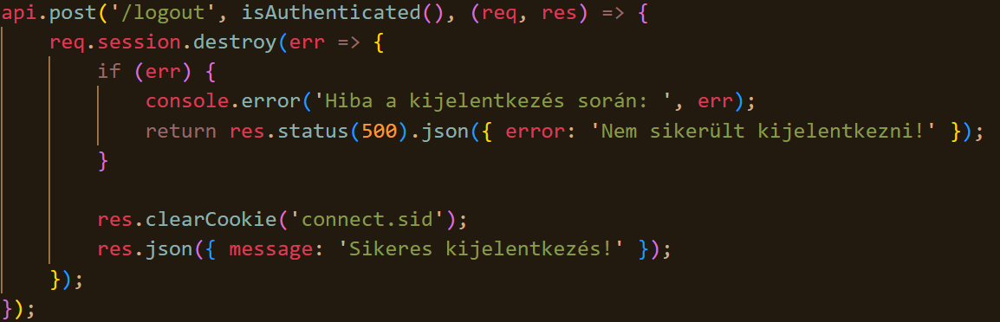 api.post('/logout', isAuthenticated(), (req, res) => {
    req.session.destroy(err => {
        if (err) {
            console.error('Hiba a kijelentkezés során: ', err);
            return res.status(500).json({ error: 'Nem sikerült kijelentkezni!' });
        }

        res.clearCookie('connect.sid');
        res.json({ message: 'Sikeres kijelentkezés!' });
    });
});